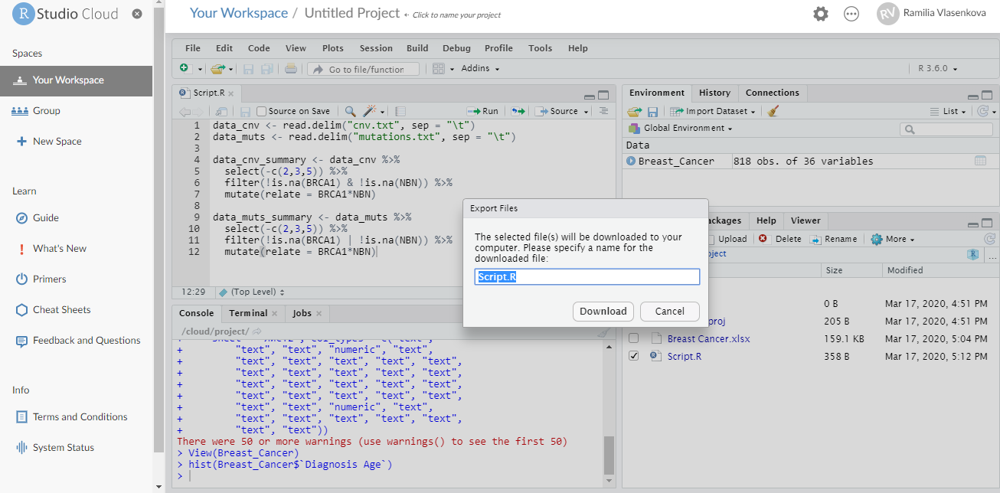 R Studio Cloud
Spaces
Your Workspace
Group
New Space
Learn
Guide
What's New
Primers
Cheat Sheets
Feedback and Questions
Info
Terms and Conditions
System Status
Your Workspace / Untitled Project ← Click to name your project
RV Ramilia Vlasenkova
File Edit Code View Plots Session Build Debug Profile Tools Help
Go to file/function Addins R 3.6.0
Script.R
Source on Save Run Source
1 data_cnv <- read.delim("cnv.txt", sep = "\t")
2 data_muts <- read.delim("mutations.txt", sep = "\t")
3
4 data_cnv_summary <- data_cnv %>%
5 select(-c(2,3,5)) %>%
6 filter(!is.na(BRCA1) & !is.na(NBN)) %>%
7 mutate(relate = BRCA1*NBN)
8
9 data_muts_summary <- data_muts %>%
10 select(-c(2,3,5)) %>%
11 filter(!is.na(BRCA1) | !is.na(NBN)) %>%
12 mutate(relate = BRCA1*NBN)
12:29 (Top Level)
Console Terminal Jobs
/cloud/project/
+ "text", "text", "numeric", "text",
+ "text", "text", "text", "text", "text",
+ "text", "text", "text", "text", "text",
+ "text", "text", "text", "text", "text",
+ "text", "text", "text", "text", "text",
+ "text", "text", "numeric", "text",
+ "text", "text", "text", "text", "text",
+ "text", "text"))
There were 50 or more warnings (use warnings() to see the first 50)
> View(Breast_Cancer)
> hist(Breast_Cancer$`Diagnosis Age`)
>
Environment History Connections
Import Dataset List
Global Environment
Data
Breast_Cancer 818 obs. of 36 variables
ackages Help Viewer
Upload Delete Rename More
oject R ...
Size Modified
0 B Mar 17, 2020, 4:51 PM
proj 205 B Mar 17, 2020, 4:51 PM
Breast Cancer.xlsx 159.1 KB Mar 17, 2020, 5:04 PM
Script.R 358 B Mar 17, 2020, 5:12 PM
Export Files
The selected file(s) will be downloaded to your
computer. Please specify a name for the
downloaded file:
Script.R
Download Cancel